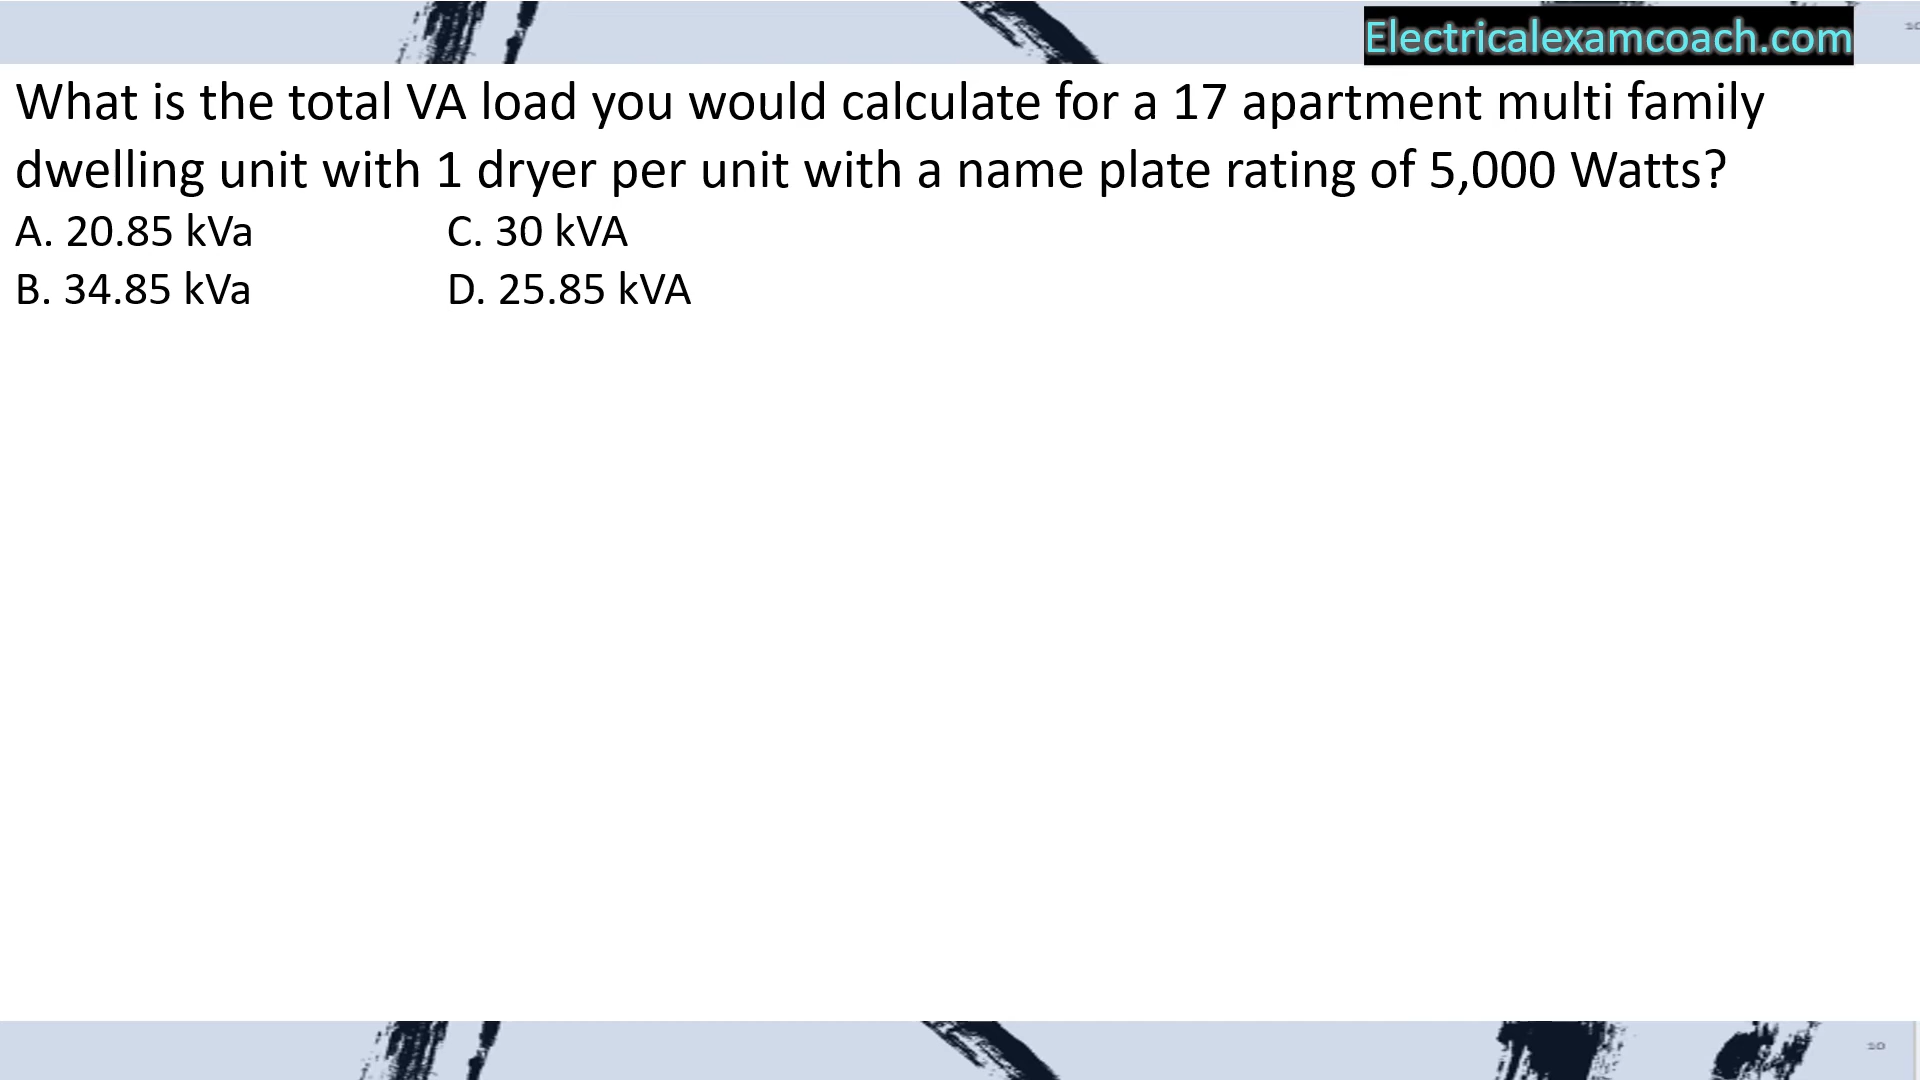 Electricalexamcoach.com
What is the total VA load you would calculate for a 17 apartment multi family
dwelling unit with 1 dryer per unit with a name plate rating of 5,000 Watts?
A. 20.85 kVa C. 30 kVA
B. 34.85 kVa D. 25.85 kVA
10